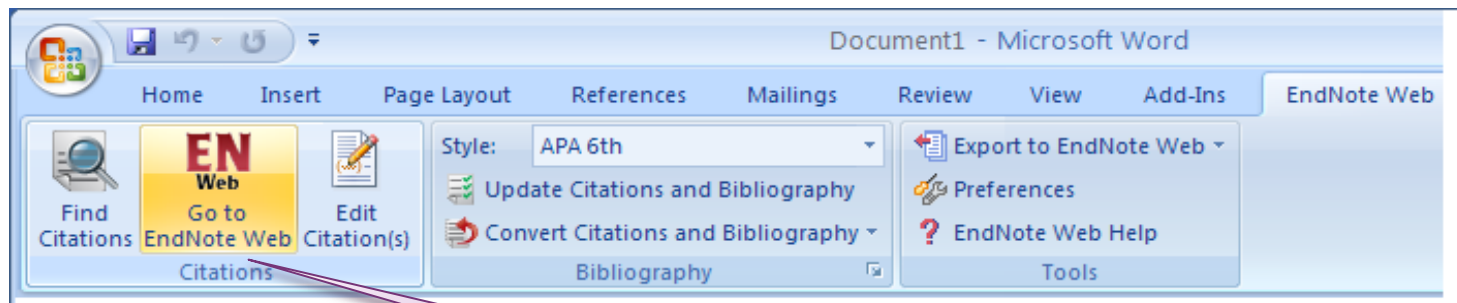 Document1 - Microsoft Word
Home Insert Page Layout References Mailings Review View Add-Ins EndNote Web
Find
Citations
EN
Web
Go to
EndNote Web
Edit
Citation(s)
Citations
Style: APA 6th
Update Citations and Bibliography
Convert Citations and Bibliography
Bibliography
Export to EndNote Web
Preferences
? EndNote Web Help
Tools